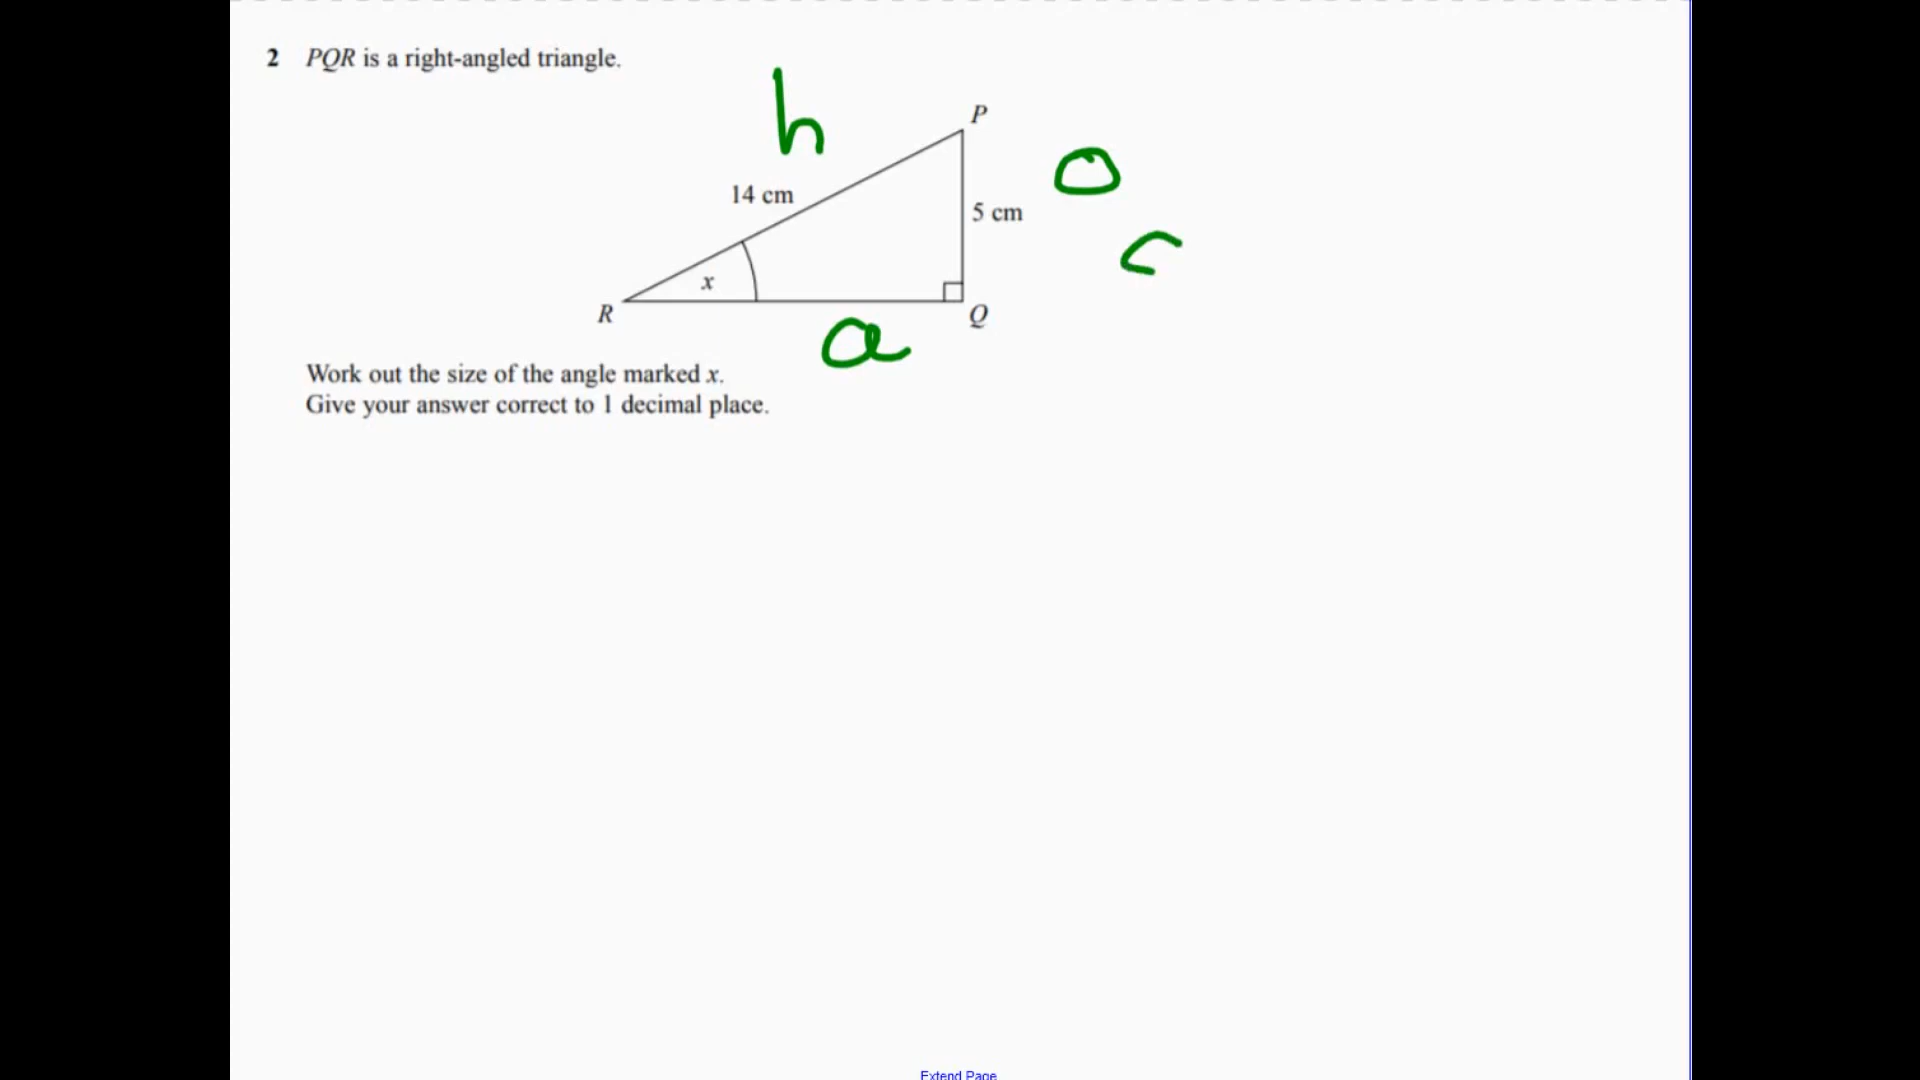 2 PQR is a right-angled triangle.
h
P
14 cm
o
5 cm
x
R
Q
a
Work out the size of the angle marked x.
Give your answer correct to 1 decimal place.
Extend Page